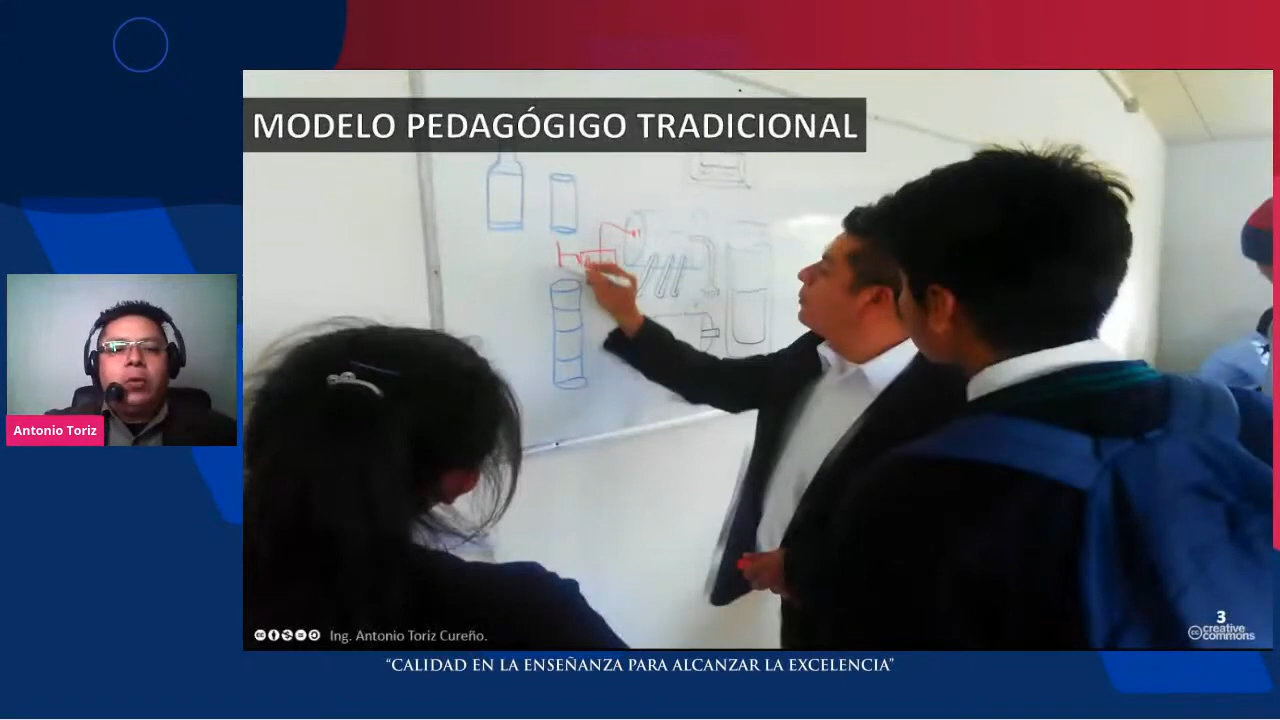 MODELO PEDAGÓGIGO TRADICIONAL
Antonio Toriz
Ing. Antonio Toriz Cureño.
3
creative
commons
“CALIDAD EN LA ENSEÑANZA PARA ALCANZAR LA EXCELENCIA”